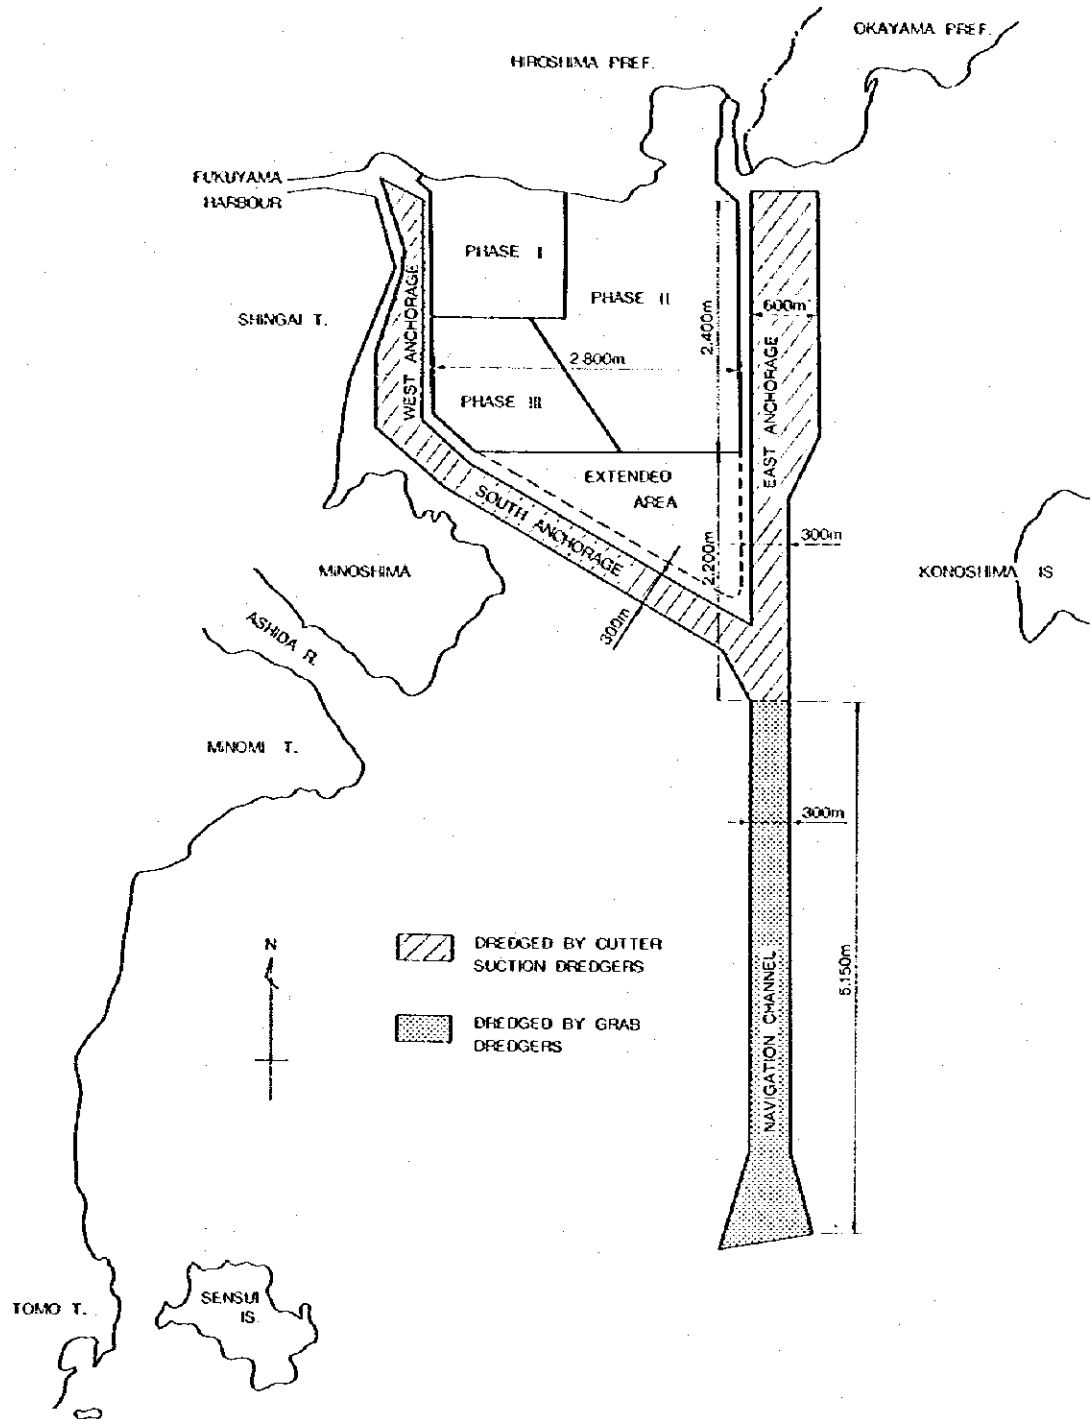 OKAYAMA PREF.
HIROSHIMA PREF.
FUKUYAMA
HARBOUR
PHASE I
PHASE II
600m
SHINGAI T.
WEST ANCHORAGE
2.400m
EAST ANCHORAGE
2.800m
PHASE III
EXTENDED
AREA
SOUTH ANCHORAGE
2.200m
300m
MINOSHIMA
KONOSHIMA IS
300m
ASHIDA R.
MINOMI T.
300m
N
DREDGED BY CUTTER
SUCTION DREDGERS
NAVIGATION CHANNEL
5.150m
DREDGED BY GRAB
DREDGERS
SENSUI
IS.
TOMO T.